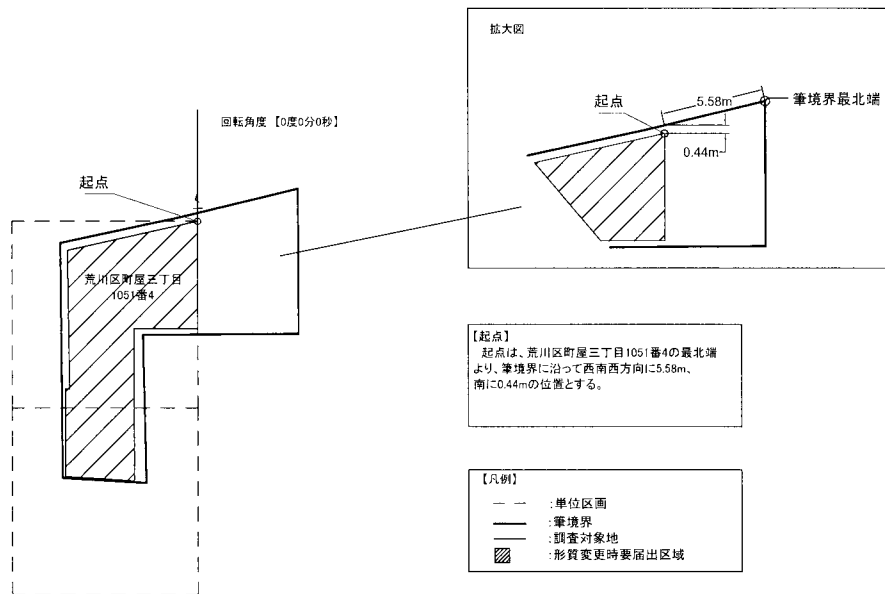 回転角度【0度0分0秒】
起点
荒川区町屋三丁目
1051番4
拡大図
5.58m
筆境界最北端
起点
0.44m
【起点】
起点は、荒川区町屋三丁目1051番4の最北端
より、筆境界に沿って西南西方向に5.58m、
南に0.44mの位置とする。
【凡例】
:単位区画
:筆境界
:調査対象地
:形質変更時要届出区域